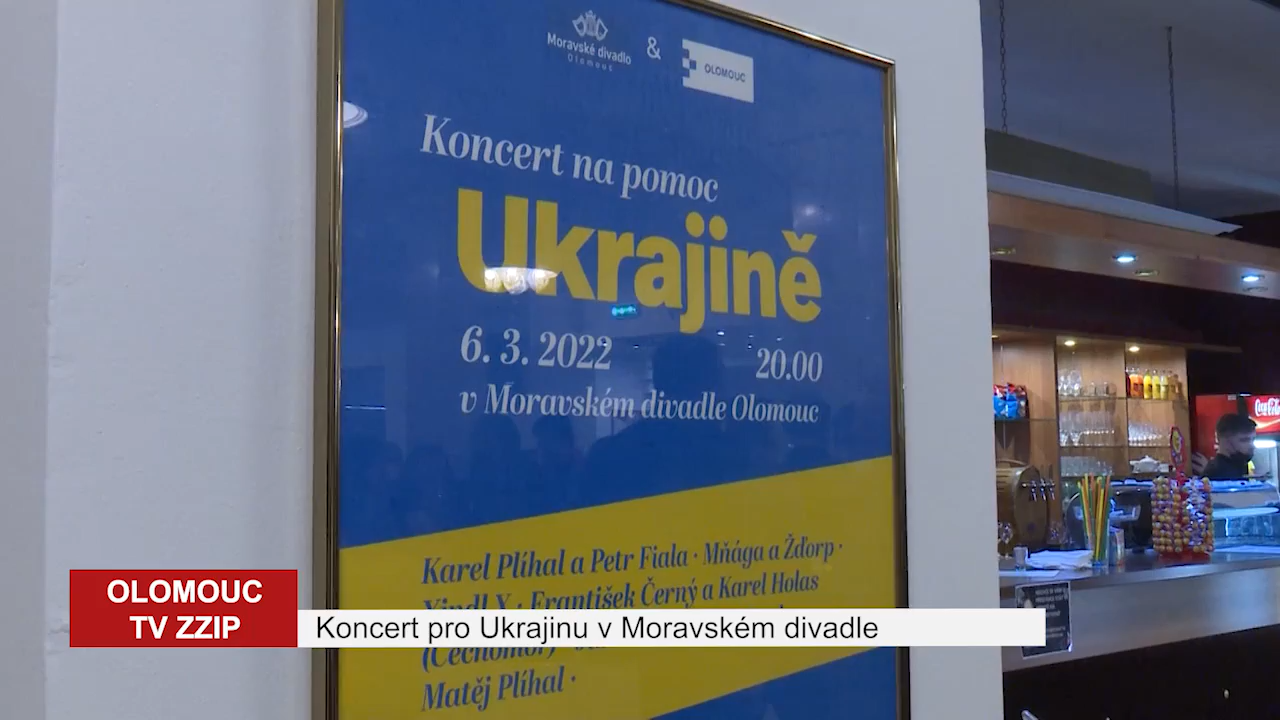 Moravské divadlo
Olomouc
&
OLOMOUC
Koncert na pomoc
Ukrajině
6. 3. 2022 20.00
v Moravském divadle Olomouc
Karel Plíhal a Petr Fiala · Mňága a Žďorp ·
Xindl X · František Černý a Karel Holas
(Čechomor) ·
Matěj Plíhal ·
OLOMOUC
TV ZZIP
Koncert pro Ukrajinu v Moravském divadle
Coca-Cola